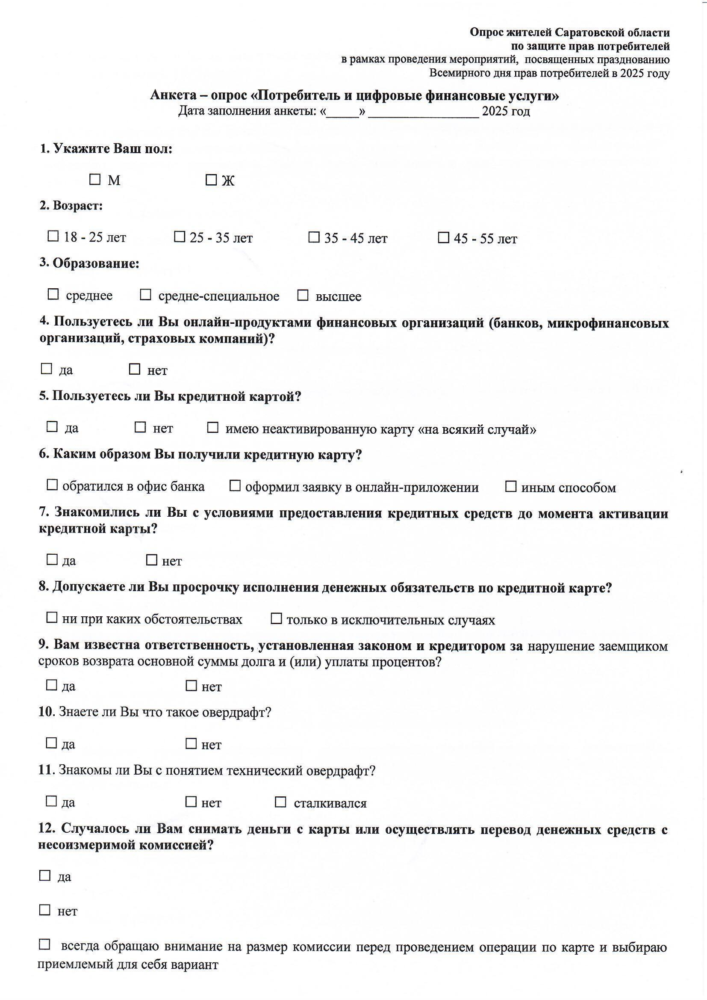 Опрос жителей Саратовской области
по защите прав потребителей
в рамках проведения мероприятий, посвященных празднованию
Всемирного дня прав потребителей в 2025 году
Анкета – опрос «Потребитель и цифровые финансовые услуги»
Дата заполнения анкеты: «_____» _________________ 2025 год
1. Укажите Ваш пол:
☐ М ☐ Ж
2. Возраст:
☐ 18 - 25 лет ☐ 25 - 35 лет ☐ 35 - 45 лет ☐ 45 - 55 лет
3. Образование:
☐ среднее ☐ средне-специальное ☐ высшее
4. Пользуетесь ли Вы онлайн-продуктами финансовых организаций (банков, микрофинансовых
организаций, страховых компаний)?
☐ да ☐ нет
5. Пользуетесь ли Вы кредитной картой?
☐ да ☐ нет ☐ имею неактивированную карту «на всякий случай»
6. Каким образом Вы получили кредитную карту?
☐ обратился в офис банка ☐ оформил заявку в онлайн-приложении ☐ иным способом
7. Знакомились ли Вы с условиями предоставления кредитных средств до момента активации
кредитной карты?
☐ да ☐ нет
8. Допускаете ли Вы просрочку исполнения денежных обязательств по кредитной карте?
☐ ни при каких обстоятельствах ☐ только в исключительных случаях
9. Вам известна ответственность, установленная законом и кредитором за нарушение заемщиком
сроков возврата основной суммы долга и (или) уплаты процентов?
☐ да ☐ нет
10. Знаете ли Вы что такое овердрафт?
☐ да ☐ нет
11. Знакомы ли Вы с понятием технический овердрафт?
☐ да ☐ нет ☐ сталкивался
12. Случалось ли Вам снимать деньги с карты или осуществлять перевод денежных средств с
несоизмеримой комиссией?
☐ да
☐ нет
☐ всегда обращаю внимание на размер комиссии перед проведением операции по карте и выбираю
приемлемый для себя вариант